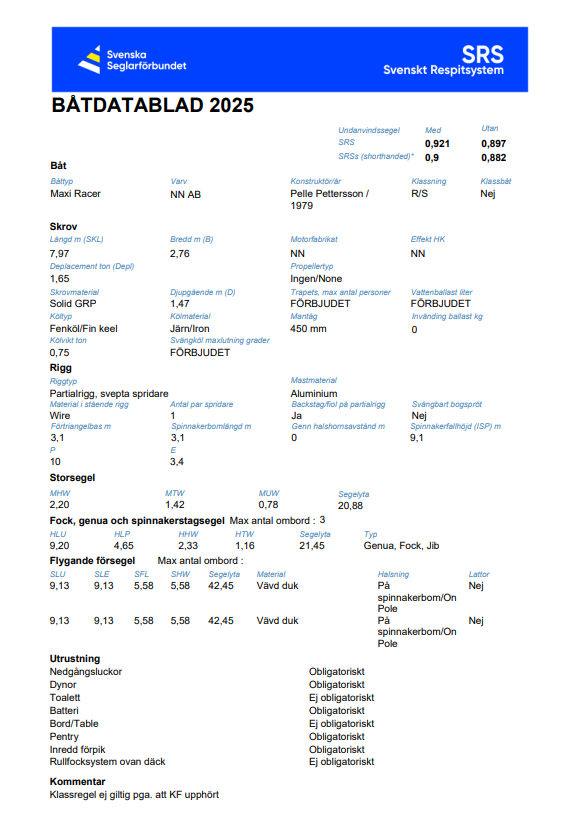 Svenska
Seglarförbundet
SRS
Svenskt Respitsystem
BÅTDATABLAD 2025
Undanvindssegel Med Utan
SRS 0,921 0,897
SRSs (shorthanded)* 0,9 0,882
Båt
Båttyp Varv Konstruktör/år Klassning Klassbåt
Maxi Racer NN AB Pelle Pettersson / R/S Nej
1979
Skrov
Längd m (SKL) Bredd m (B) Motorfabrikat Effekt HK
7,97 2,76 NN NN
Deplacement ton (Depl) Propellertyp
1,65 Ingen/None
Skrovmaterial Djupgående m (D) Trapets, max antal personer Vattenballast liter
Solid GRP 1,47 FÖRBJUDET FÖRBJUDET
Költyp Kölmaterial Mantåg Invänding ballast kg
Fenköl/Fin keel Järn/Iron 450 mm 0
Kölvikt ton Svängköl maxlutning grader
0,75 FÖRBJUDET
Rigg
Riggtyp Mastmaterial
Partialrigg, svepta spridare Aluminium
Material i stående rigg Antal par spridare Backstag/fiol på partialrigg Svängbart bogspröt
Wire 1 Ja Nej
Förtriangelbas m Spinnakerbomlängd m Genn halshornsavstånd m Spinnakerfallhöjd (ISP) m
3,1 3,1 0 9,1
P E
10 3,4
Storsegel
MHW MTW MUW Segelyta
2,20 1,42 0,78 20,88
Fock, genua och spinnakerstagsegel Max antal ombord : 3
HLU HLP HHW HTW Segelyta Typ
9,20 4,65 2,33 1,16 21,45 Genua, Fock, Jib
Flygande försegel Max antal ombord :
SLU SLE SFL SHW Segelyta Material Halsning Lattor
9,13 9,13 5,58 5,58 42,45 Vävd duk På Nej
spinnakerbom/On
Pole
9,13 9,13 5,58 5,58 42,45 Vävd duk På Nej
spinnakerbom/On
Pole
Utrustning
Nedgångsluckor Obligatoriskt
Dynor Obligatoriskt
Toalett Ej obligatoriskt
Batteri Obligatoriskt
Bord/Table Ej obligatoriskt
Pentry Obligatoriskt
Inredd förpik Obligatoriskt
Rullfocksystem ovan däck Ej obligatoriskt
Kommentar
Klassregel ej giltig pga. att KF upphört